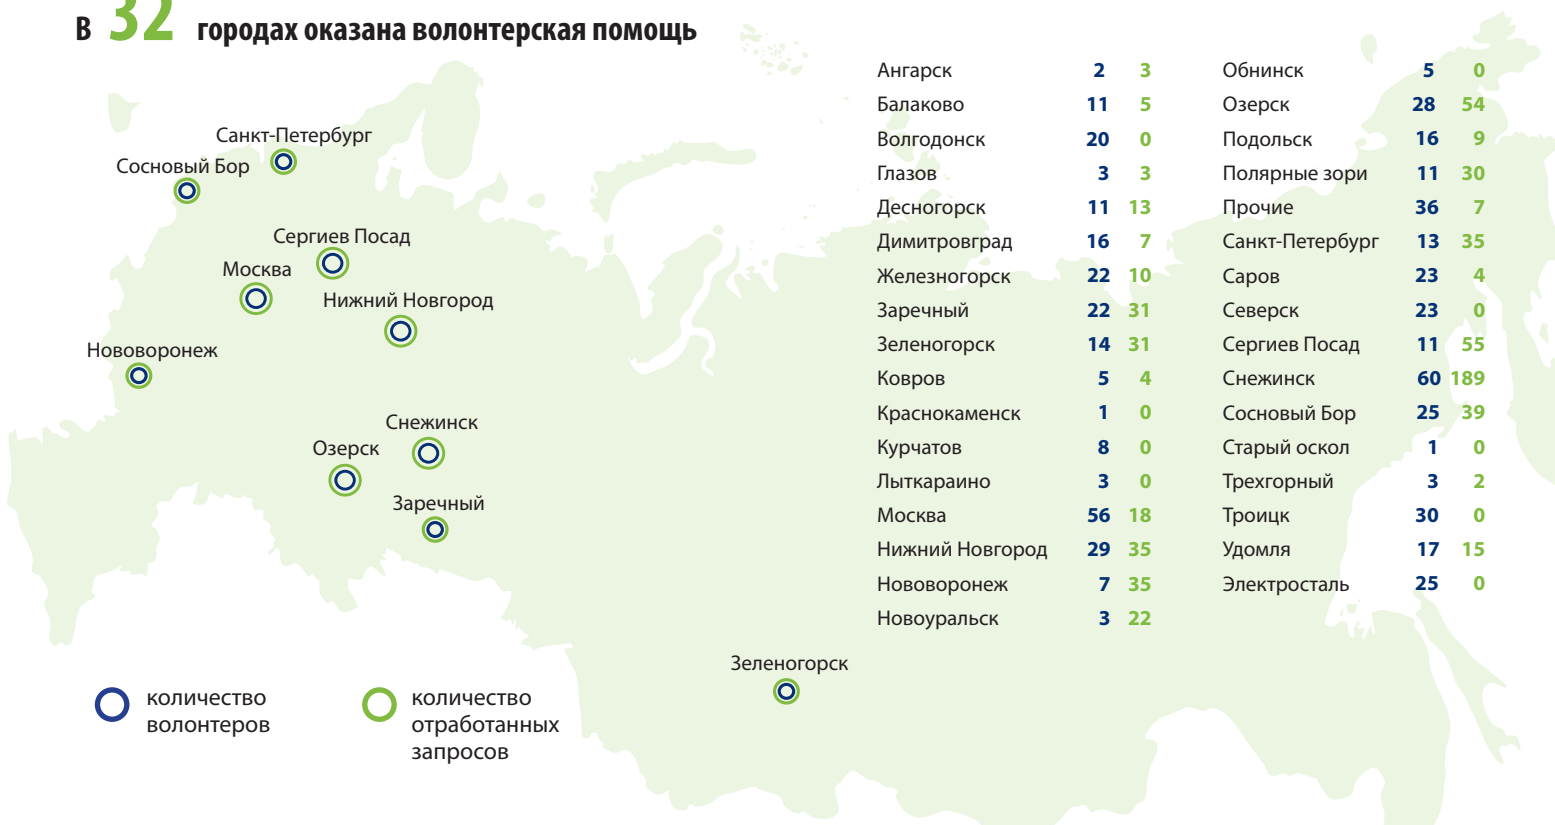 В 32 городах оказана волонтерская помощь
Санкт-Петербург
Сосновый Бор
Сергиев Посад
Москва
Нижний Новгород
Нововоронеж
Снежинск
Озерск
Заречный
Зеленогорск
количество
волонтеров
количество
отработанных
запросов
Ангарск 2 3
Балаково 11 5
Волгодонск 20 0
Глазов 3 3
Десногорск 11 13
Димитровград 16 7
Железногорск 22 10
Заречный 22 31
Зеленогорск 14 31
Ковров 5 4
Краснокаменск 1 0
Курчатов 8 0
Лыткараино 3 0
Москва 56 18
Нижний Новгород 29 35
Нововоронеж 7 35
Новоуральск 3 22
Обнинск 5 0
Озерск 28 54
Подольск 16 9
Полярные зори 11 30
Прочие 36 7
Санкт-Петербург 13 35
Саров 23 4
Северск 23 0
Сергиев Посад 11 55
Снежинск 60 189
Сосновый Бор 25 39
Старый оскол 1 0
Трехгорный 3 2
Троицк 30 0
Удомля 17 15
Электросталь 25 0